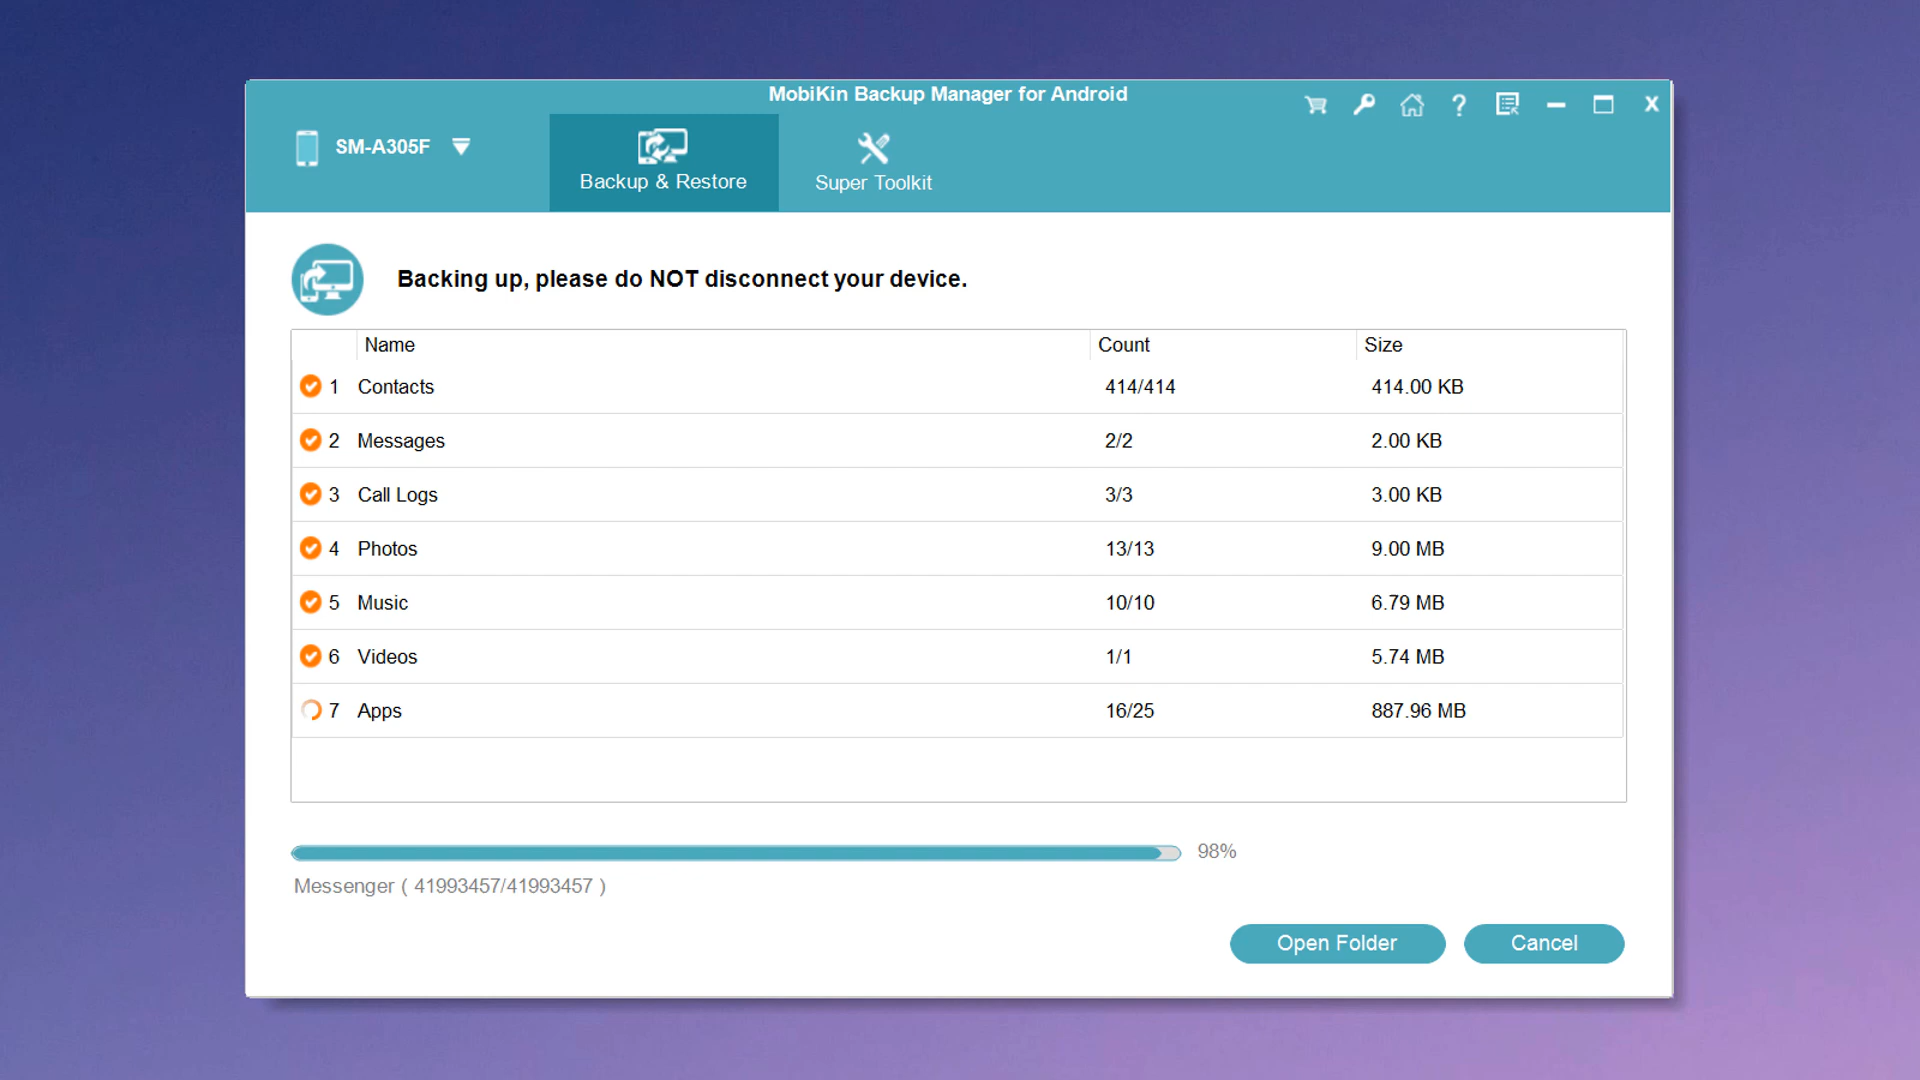 MobiKin Backup Manager for Android
SM-A305F
Backup & Restore
Super Toolkit
Backing up, please do NOT disconnect your device.
Name Count Size
1 Contacts 414/414 414.00 KB
2 Messages 2/2 2.00 KB
3 Call Logs 3/3 3.00 KB
4 Photos 13/13 9.00 MB
5 Music 10/10 6.79 MB
6 Videos 1/1 5.74 MB
7 Apps 16/25 887.96 MB
98%
Messenger ( 41993457/41993457 )
Open Folder Cancel